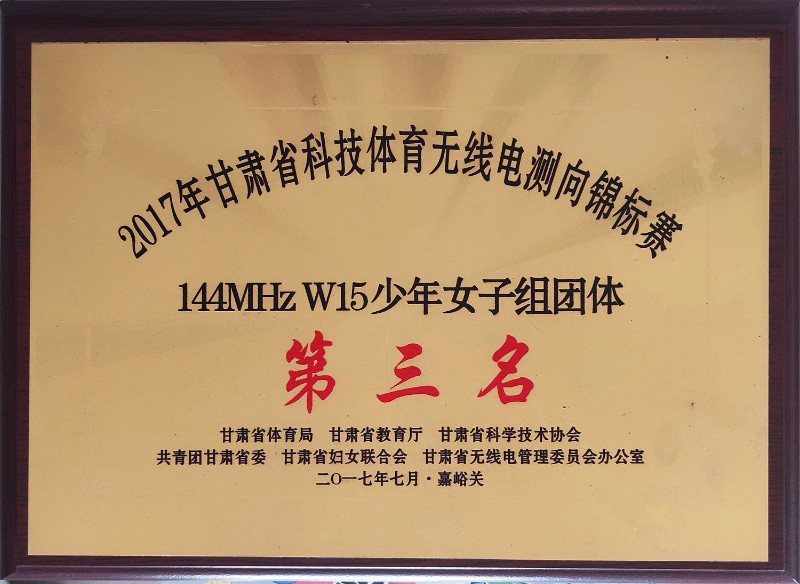 2017年甘肃省科技体育无线电测向锦标赛
144MHz W15少年女子组团体
第三名
甘肃省体育局 甘肃省教育厅 甘肃省科学技术协会
共青团甘肃省委 甘肃省妇女联合会 甘肃省无线电管理委员会办公室
二〇一七年七月·嘉峪关